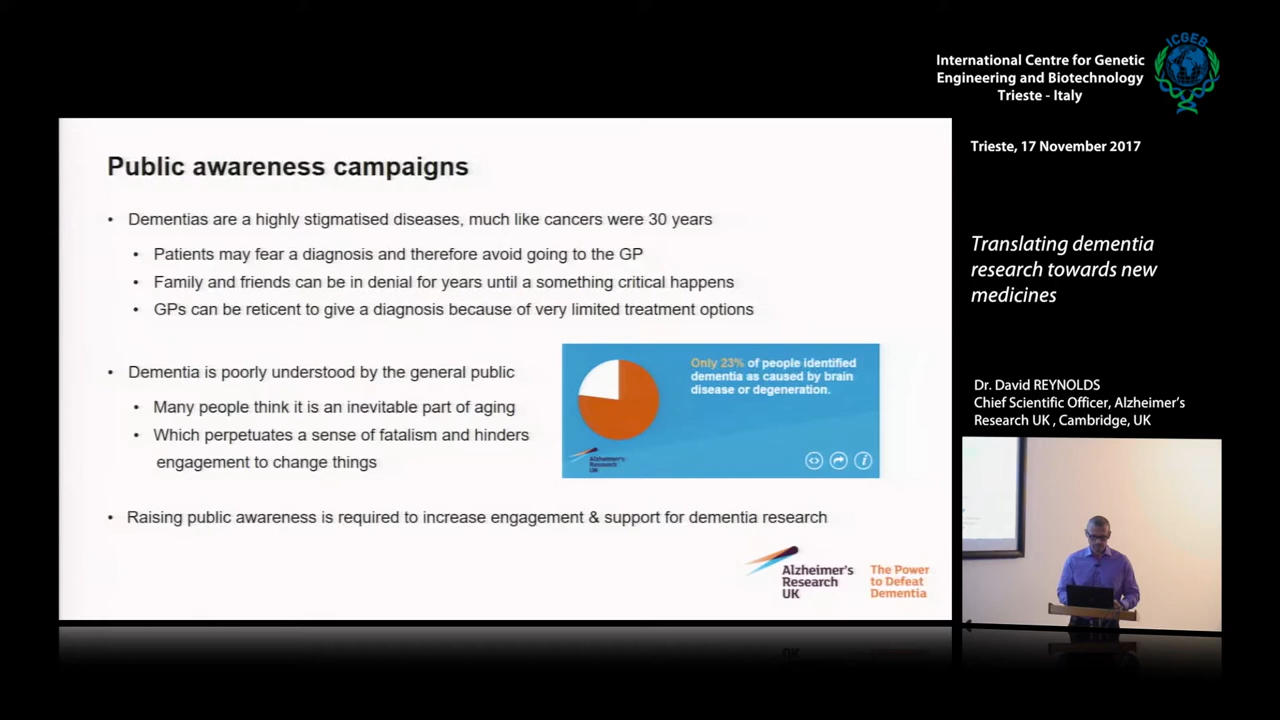 ICGEB
International Centre for Genetic
Engineering and Biotechnology
Trieste - Italy
Trieste, 17 November 2017
Translating dementia
research towards new
medicines
Dr. David REYNOLDS
Chief Scientific Officer, Alzheimer's
Research UK , Cambridge, UK
Public awareness campaigns
• Dementias are a highly stigmatised diseases, much like cancers were 30 years
• Patients may fear a diagnosis and therefore avoid going to the GP
• Family and friends can be in denial for years until a something critical happens
• GPs can be reticent to give a diagnosis because of very limited treatment options
• Dementia is poorly understood by the general public
• Many people think it is an inevitable part of aging
• Which perpetuates a sense of fatalism and hinders
engagement to change things
Only 23% of people identified
dementia as caused by brain
disease or degeneration.
Alzheimer's
Research
UK
• Raising public awareness is required to increase engagement & support for dementia research
Alzheimer's
Research
UK
The Power
to Defeat
Dementia